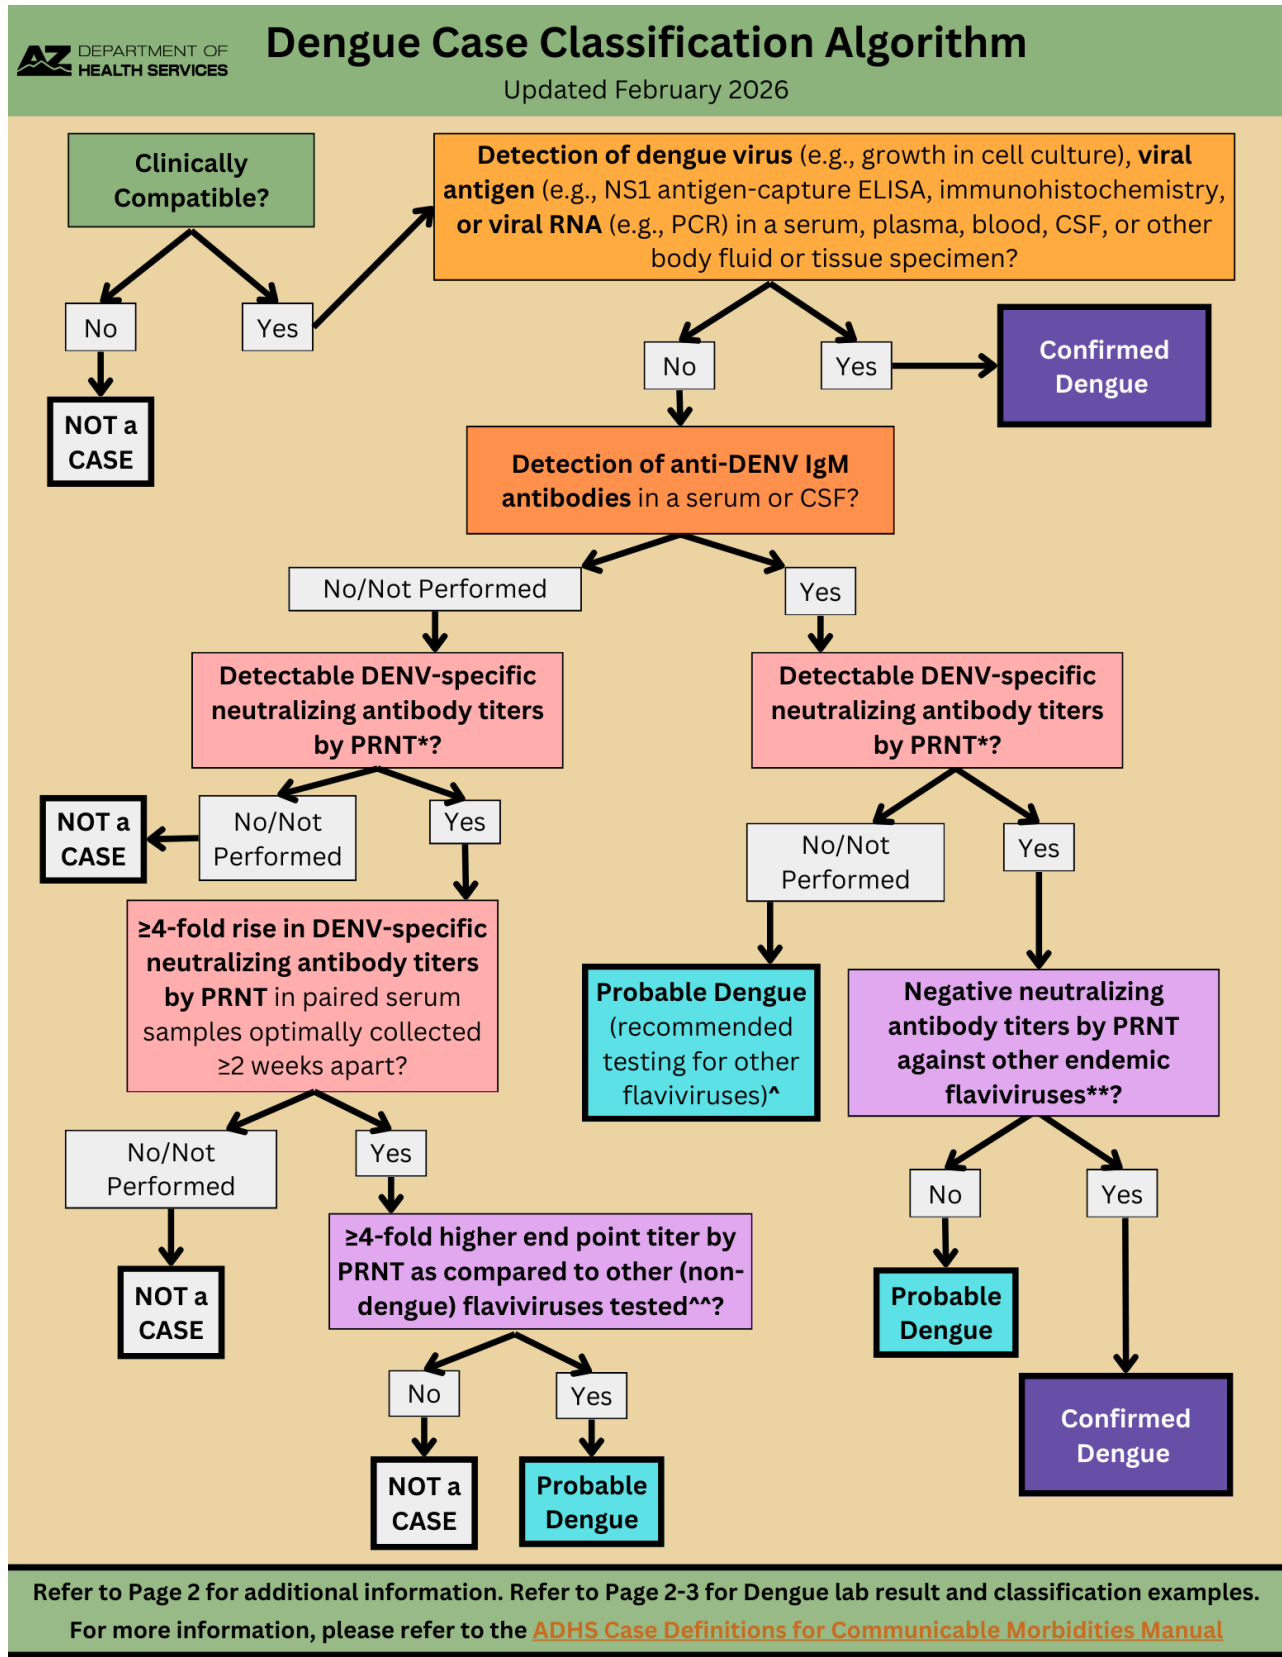 AZ DEPARTMENT OF
HEALTH SERVICES
Dengue Case Classification Algorithm
Updated February 2026
Clinically
Compatible?
No
Yes
NOT a
CASE
Detection of dengue virus (e.g., growth in cell culture), viral
antigen (e.g., NS1 antigen-capture ELISA, immunohistochemistry,
or viral RNA (e.g., PCR) in a serum, plasma, blood, CSF, or other
body fluid or tissue specimen?
No
Yes
Confirmed
Dengue
Detection of anti-DENV IgM
antibodies in a serum or CSF?
No/Not Performed
Yes
Detectable DENV-specific
neutralizing antibody titers
by PRNT*?
No/Not
Performed
Yes
NOT a
CASE
≥4-fold rise in DENV-specific
neutralizing antibody titers
by PRNT in paired serum
samples optimally collected
≥2 weeks apart?
No/Not
Performed
Yes
NOT a
CASE
≥4-fold higher end point titer by
PRNT as compared to other (non-
dengue) flaviviruses tested^^?
No
Yes
NOT a
CASE
Probable
Dengue
Detectable DENV-specific
neutralizing antibody titers
by PRNT*?
No/Not
Performed
Yes
Probable Dengue
(recommended
testing for other
flaviviruses)^
Negative neutralizing
antibody titers by PRNT
against other endemic
flaviviruses**?
No
Yes
Probable
Dengue
Confirmed
Dengue
Refer to Page 2 for additional information. Refer to Page 2-3 for Dengue lab result and classification examples.
For more information, please refer to the ADHS Case Definitions for Communicable Morbidities Manual